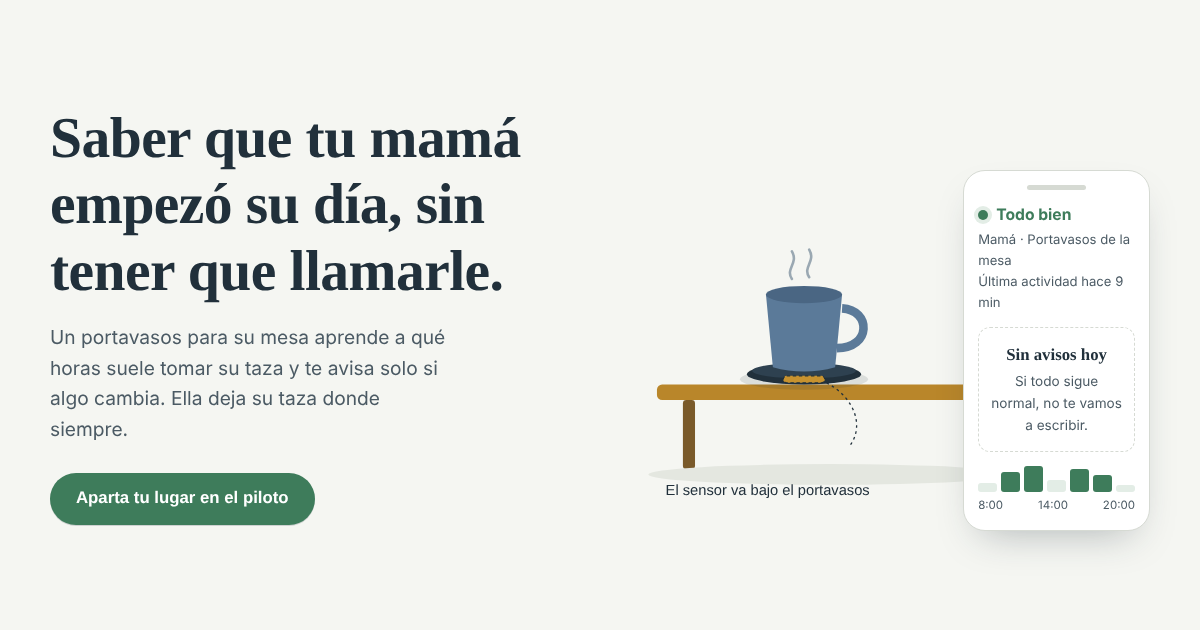 Saber que tu mamá
empezó su día, sin
tener que llamarle.
Un portavasos para su mesa aprende a qué
horas suele tomar su taza y te avisa solo si
algo cambia. Ella deja su taza donde
siempre.
Aparta tu lugar en el piloto
El sensor va bajo el portavasos
Todo bien
Mamá · Portavasos de la
mesa
Última actividad hace 9
min
Sin avisos hoy
Si todo sigue
normal, no te vamos
a escribir.
8:00 14:00 20:00